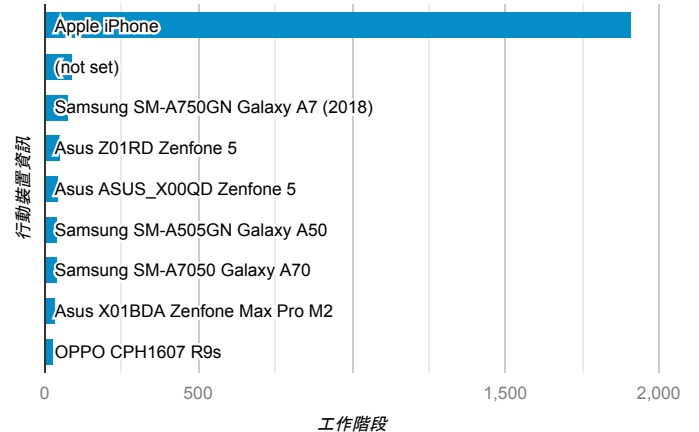 Apple iPhone
(not set)
Samsung SM-A750GN Galaxy A7 (2018)
Asus Z01RD Zenfone 5
Asus ASUS_X00QD Zenfone 5
Samsung SM-A505GN Galaxy A50
Samsung SM-A7050 Galaxy A70
Asus X01BDA Zenfone Max Pro M2
OPPO CPH1607 R9s
行動裝置資訊
0 500 1,500 2,000
工作階段